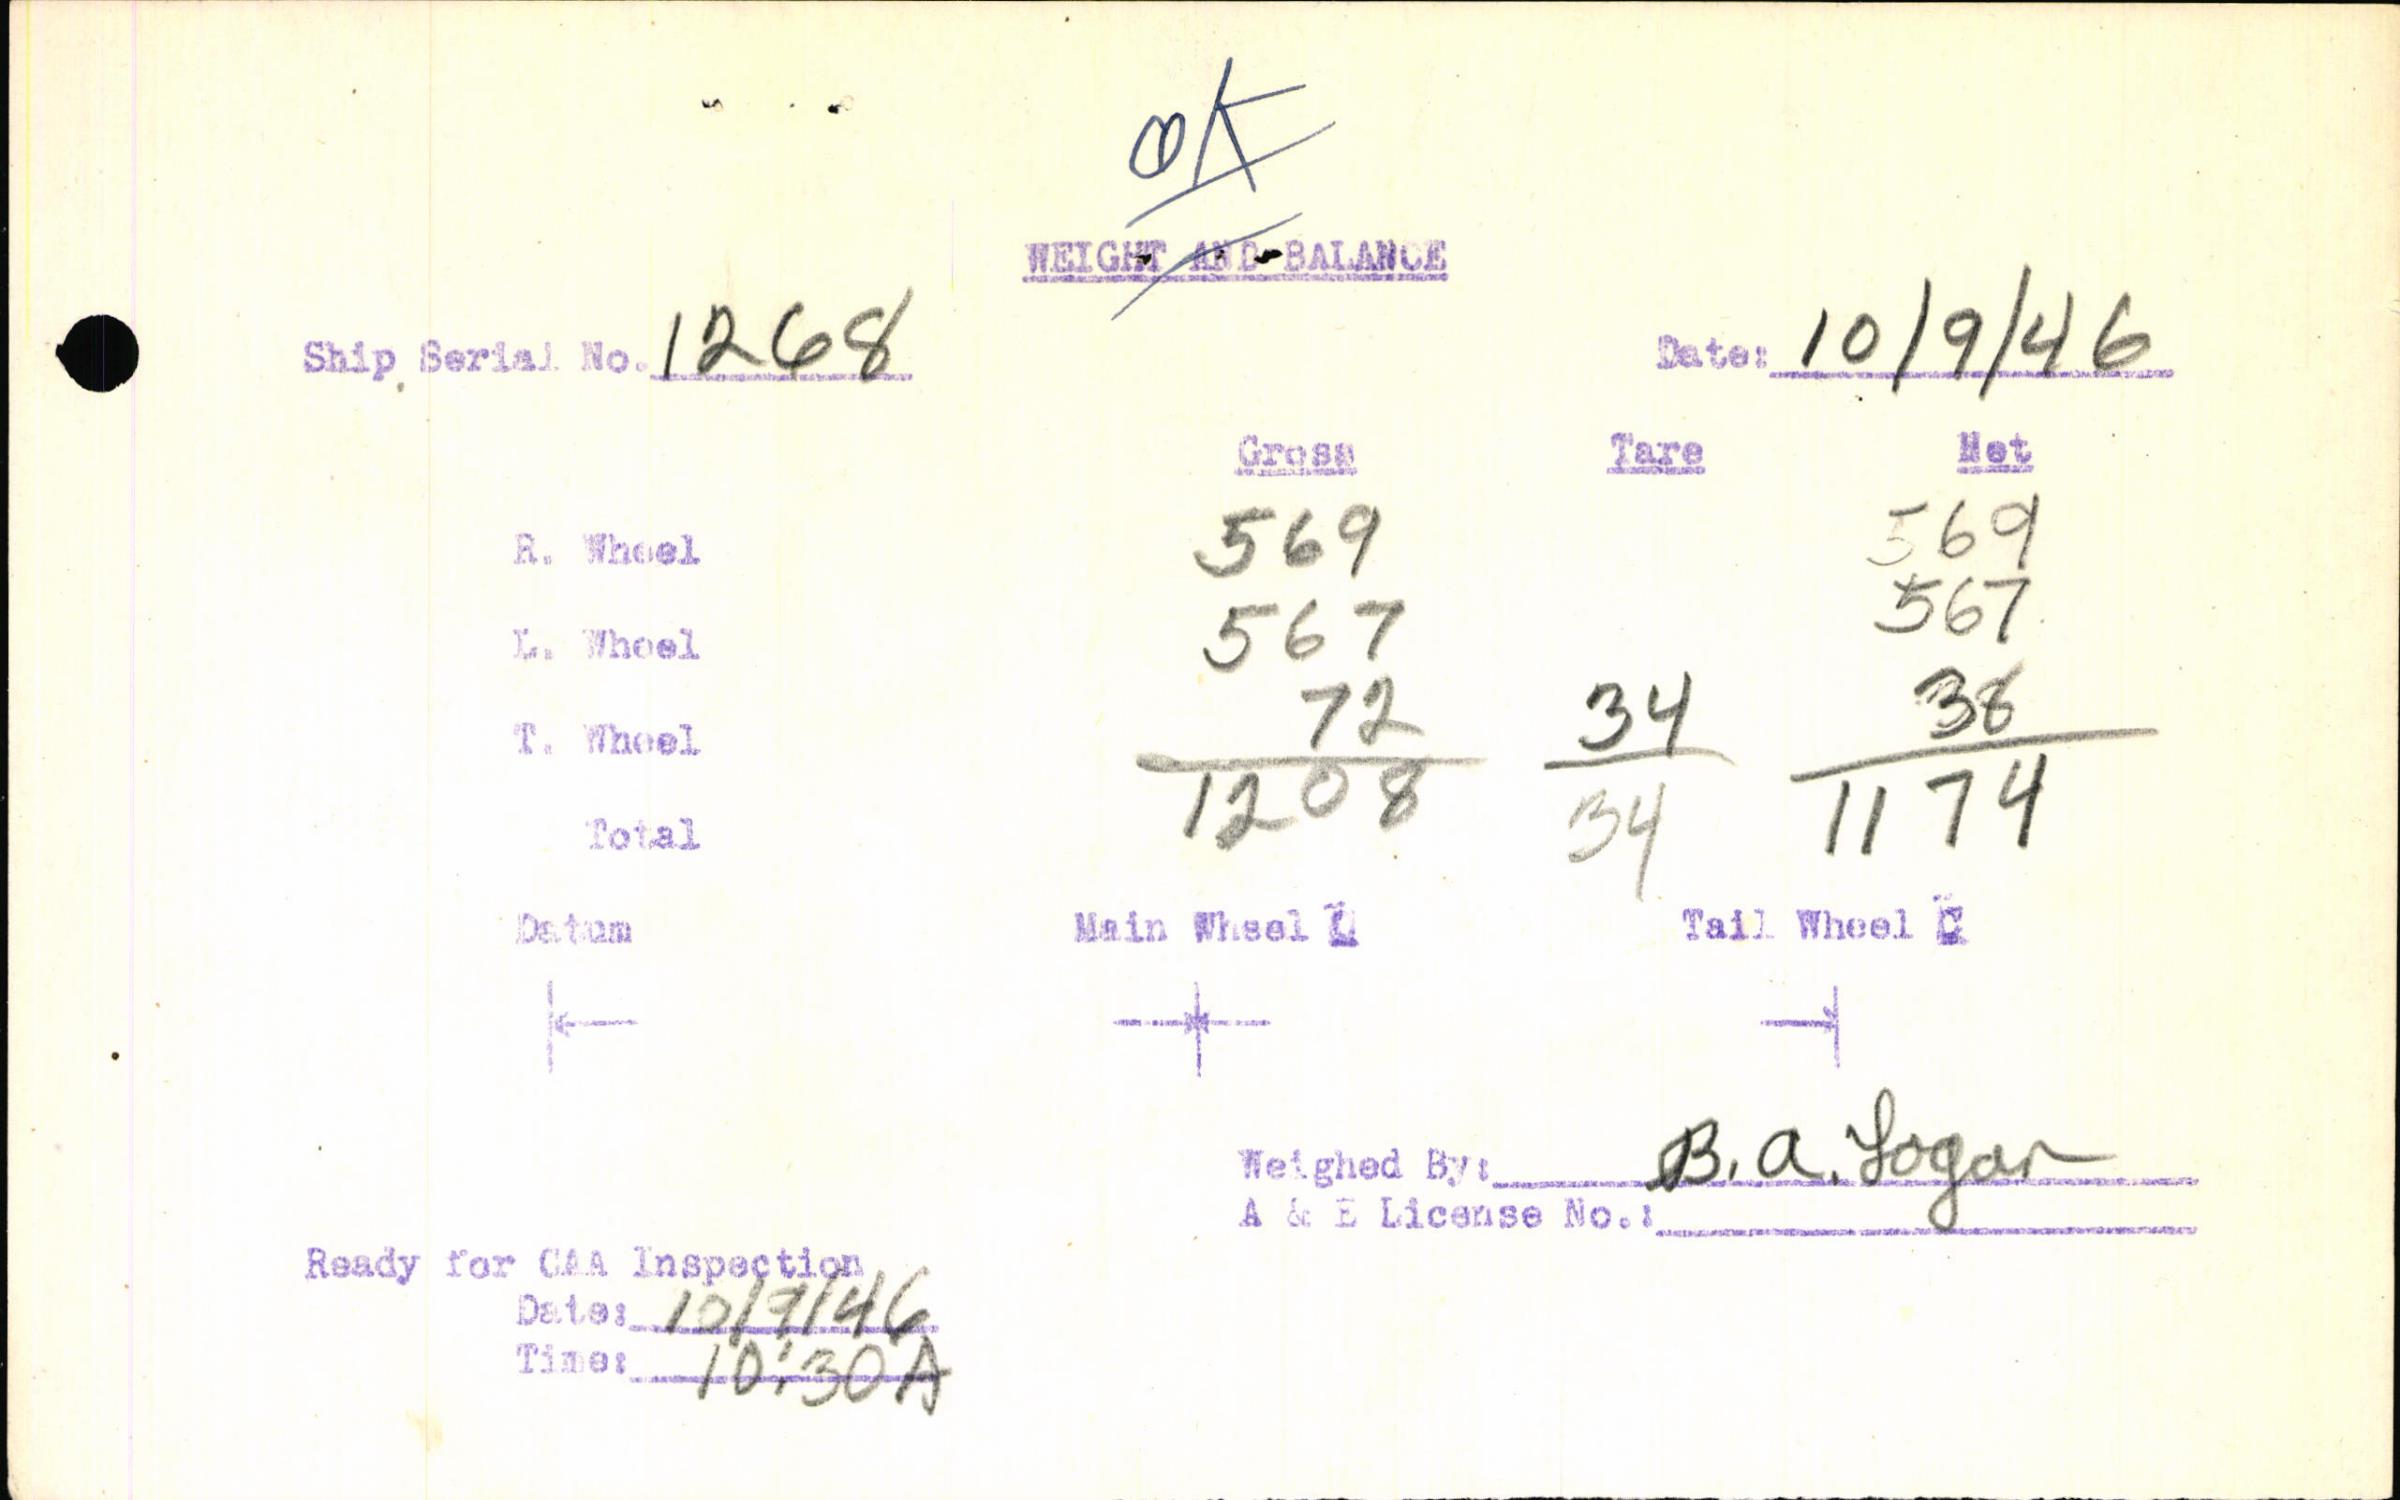 OK
WEIGHT AND BALANCE
Ship Serial No. 1268 Date: 10/9/46
Gross Tare Net
R. Wheel 569 569
L. Wheel 567 567
T. Wheel 72 34 38
Total 1208 34 1174
Datum Main Wheel ℄ Tail Wheel ℄
Weighed By: B. A. Logan
A & E License No.:
Ready for CAA Inspection
Date: 10/9/46
Time: 10:30 A